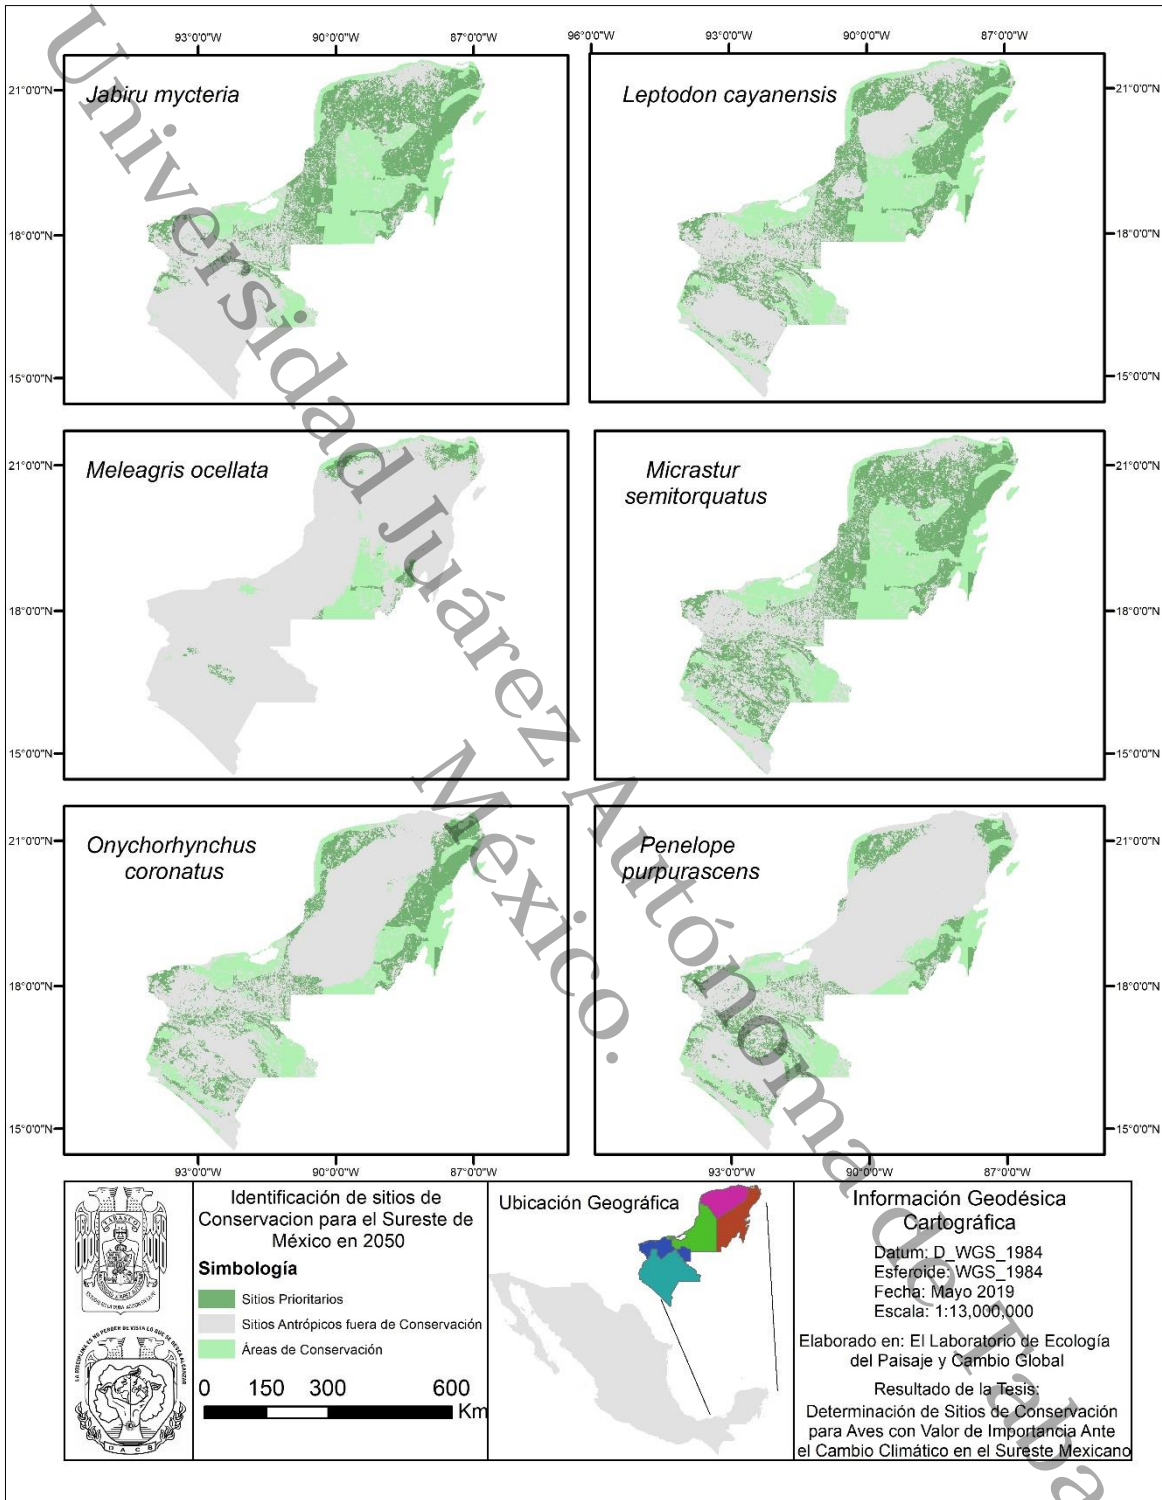 93°0'0"W 90°0'0"W 87°0'0"W 96°0'0"W 93°0'0"W 90°0'0"W 87°0'0"W
21°0'0"N
Jabiru mycteria
18°0'0"N
15°0'0"N
Leptodon cayanensis
21°0'0"N
18°0'0"N
15°0'0"N
21°0'0"N
Meleagris ocellata
18°0'0"N
15°0'0"N
Micrastur
semitorquatus
21°0'0"N
18°0'0"N
15°0'0"N
21°0'0"N
Onychorhynchus
coronatus
18°0'0"N
15°0'0"N
Penelope
purpurascens
21°0'0"N
18°0'0"N
15°0'0"N
93°0'0"W 90°0'0"W 87°0'0"W 93°0'0"W 90°0'0"W 87°0'0"W
Universidad Juárez Autónoma de Taba
México.
TABASCO
DACB
Identificación de sitios de
Conservacion para el Sureste de
México en 2050
Simbología
Sitios Prioritarios
Sitios Antrópicos fuera de Conservación
Áreas de Conservación
0 150 300 600
Km
Ubicación Geográfica
Información Geodésica
Cartográfica
Datum: D_WGS_1984
Esferoide: WGS_1984
Fecha: Mayo 2019
Escala: 1:13,000,000
Elaborado en: El Laboratorio de Ecología
del Paisaje y Cambio Global
Resultado de la Tesis:
Determinación de Sitios de Conservación
para Aves con Valor de Importancia Ante
el Cambio Climático en el Sureste Mexicano